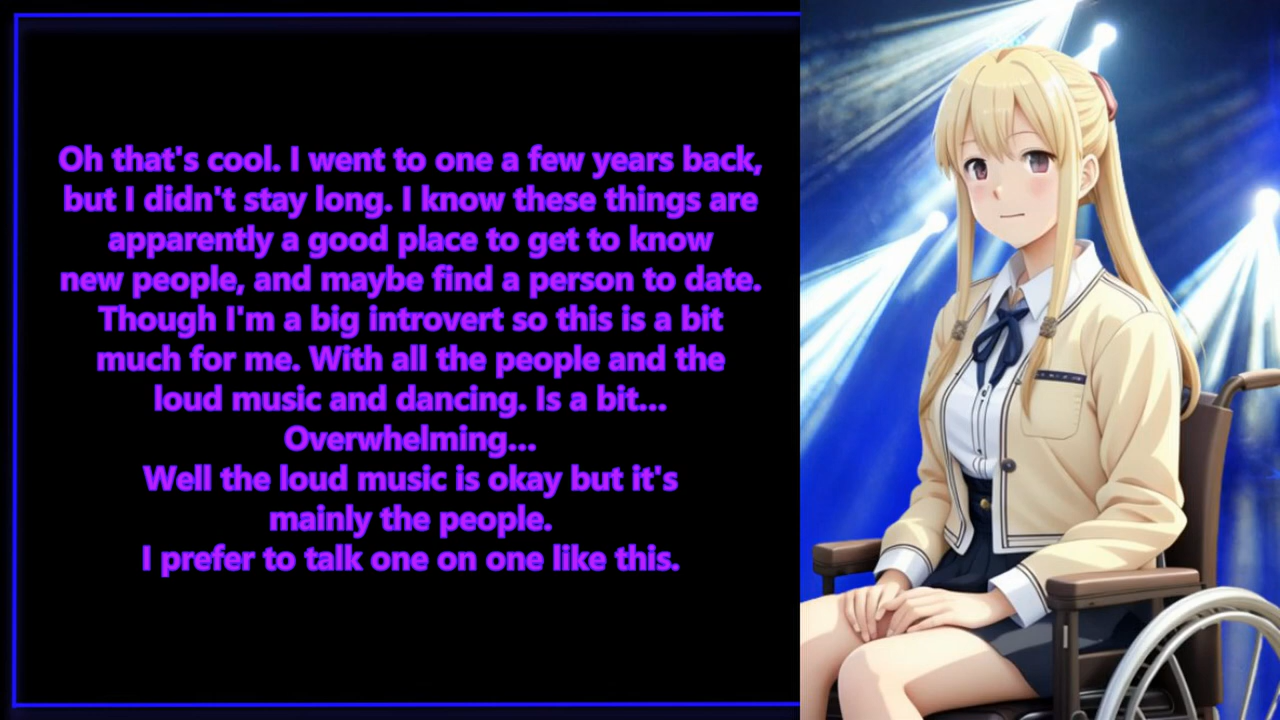 Oh that's cool. I went to one a few years back,
but I didn't stay long. I know these things are
apparently a good place to get to know
new people, and maybe find a person to date.
Though I'm a big introvert so this is a bit
much for me. With all the people and the
loud music and dancing. Is a bit...
Overwhelming...
Well the loud music is okay but it's
mainly the people.
I prefer to talk one on one like this.